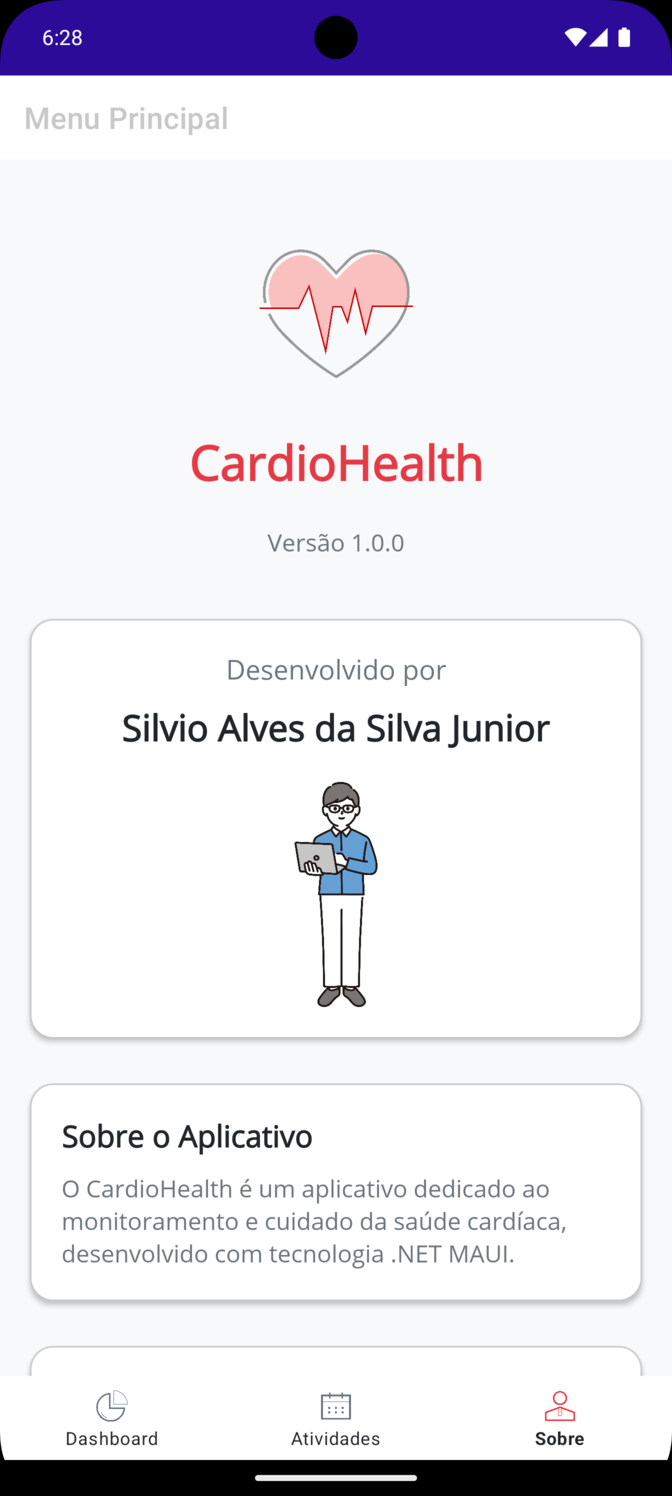 6:28
Menu Principal
CardioHealth
Versão 1.0.0
Desenvolvido por
Silvio Alves da Silva Junior
Sobre o Aplicativo
O CardioHealth é um aplicativo dedicado ao
monitoramento e cuidado da saúde cardíaca,
desenvolvido com tecnologia .NET MAUI.
Dashboard
Atividades
Sobre